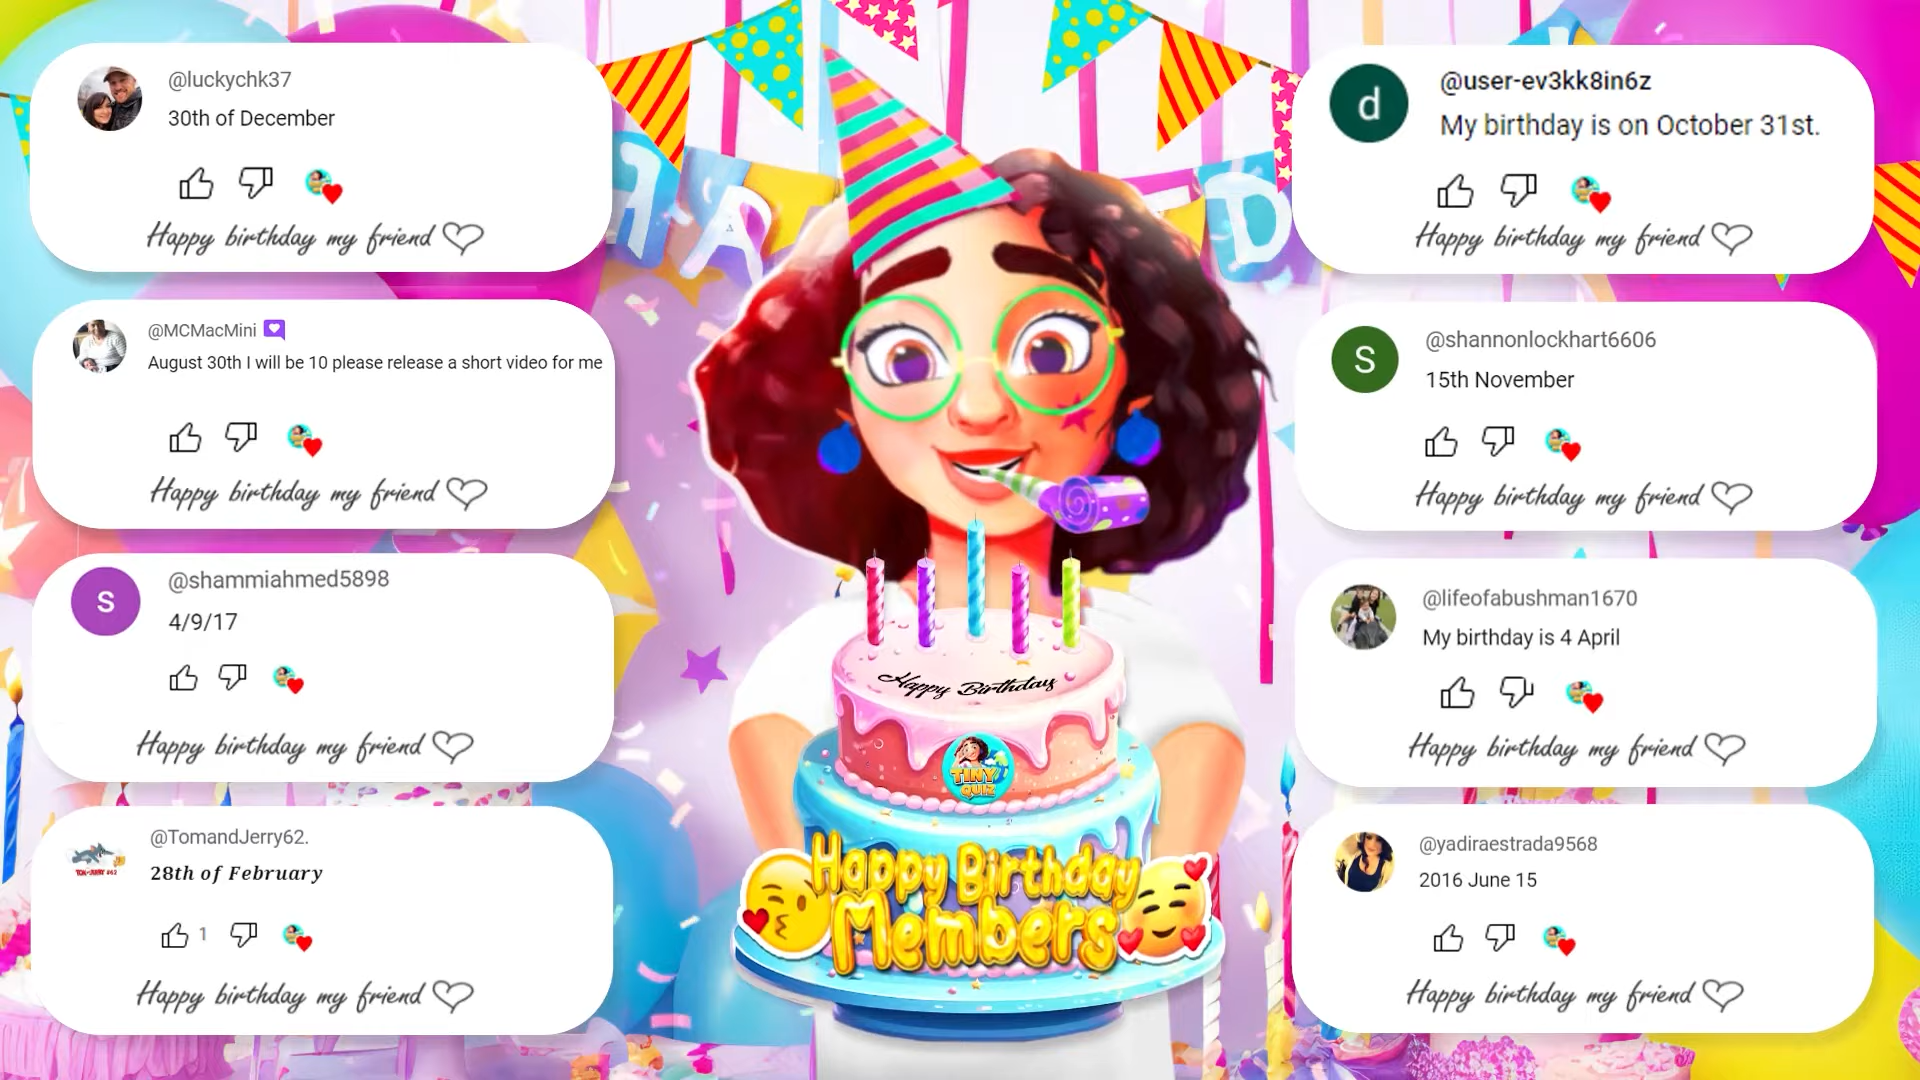 @luckychk37
30th of December
Happy birthday my friend
@MCMacMini
August 30th I will be 10 please release a short video for me
Happy birthday my friend
S
@shammiahmed5898
4/9/17
Happy birthday my friend
@TomandJerry62.
28th of February
1
Happy birthday my friend
A
D
Happy Birthday
TINY
QUIZ
Happy Birthday
Members
d
@user-ev3kk8in6z
My birthday is on October 31st.
Happy birthday my friend
S
@shannonlockhart6606
15th November
Happy birthday my friend
@lifeofabushman1670
My birthday is 4 April
Happy birthday my friend
@yadiraestrada9568
2016 June 15
Happy birthday my friend